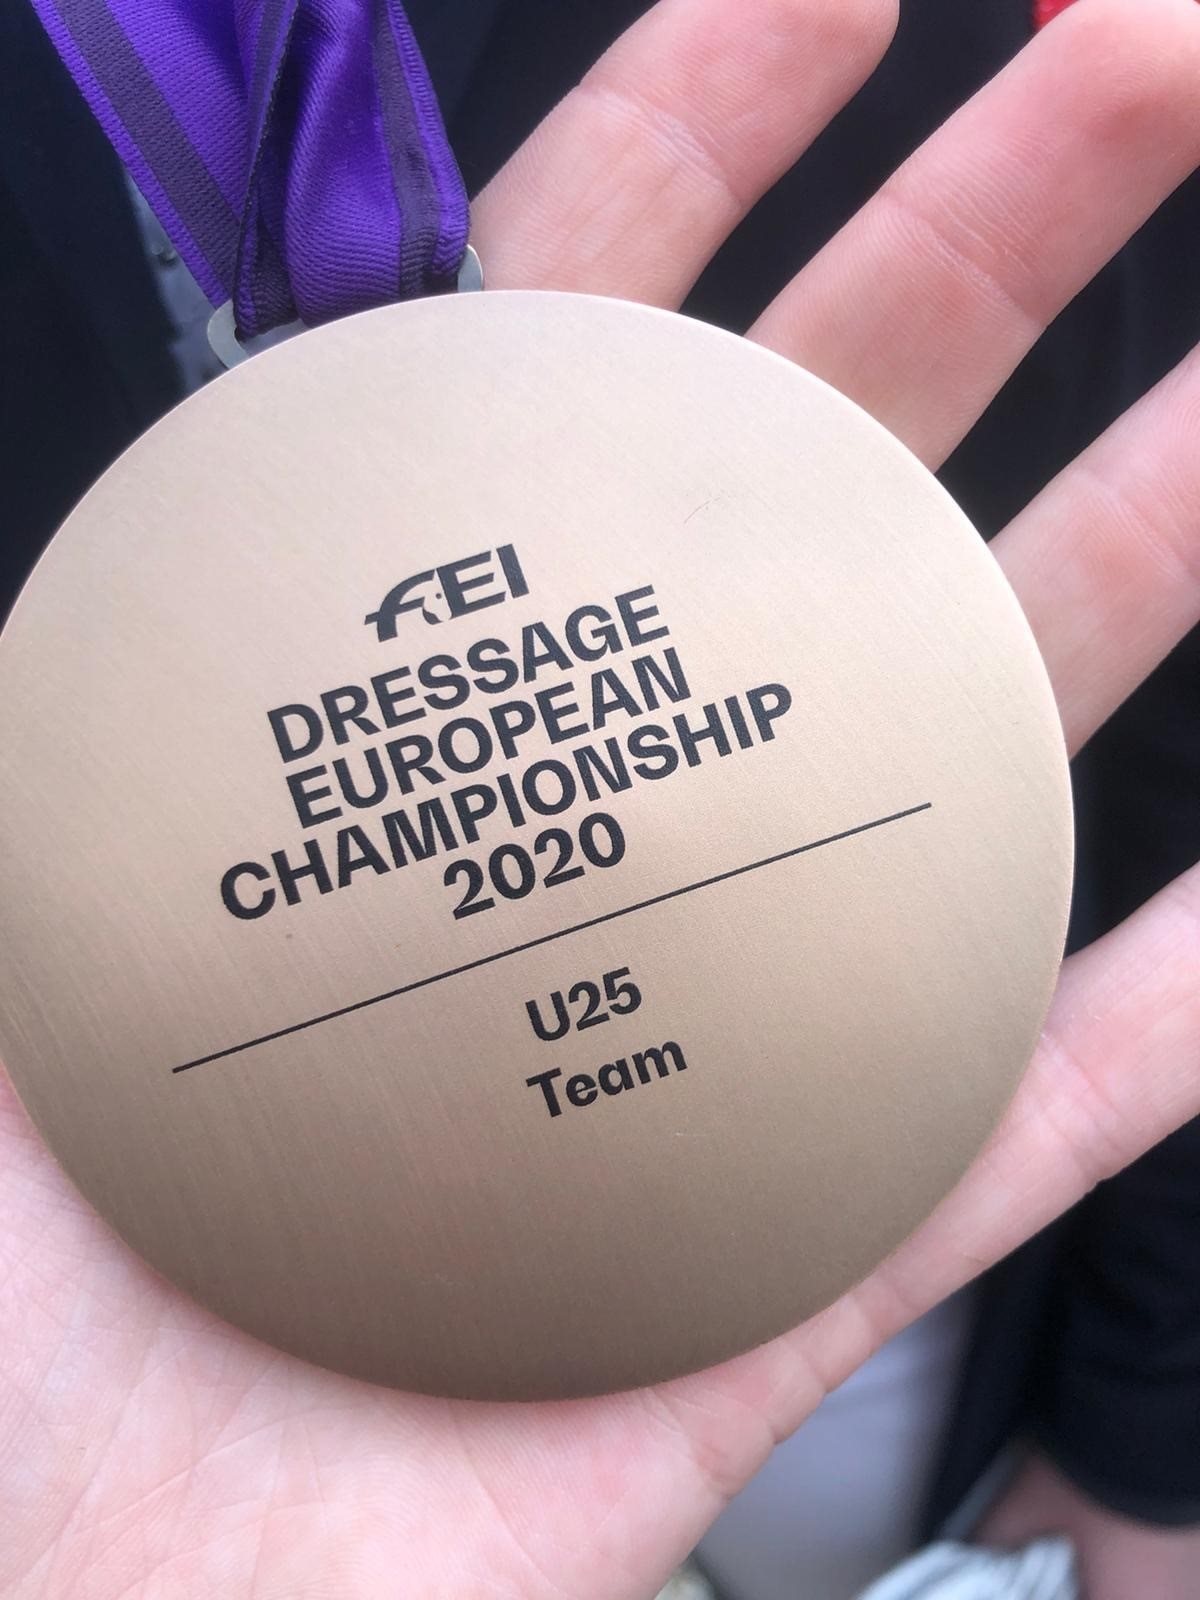 FEI
DRESSAGE
EUROPEAN
CHAMPIONSHIP
2020
U25
Team